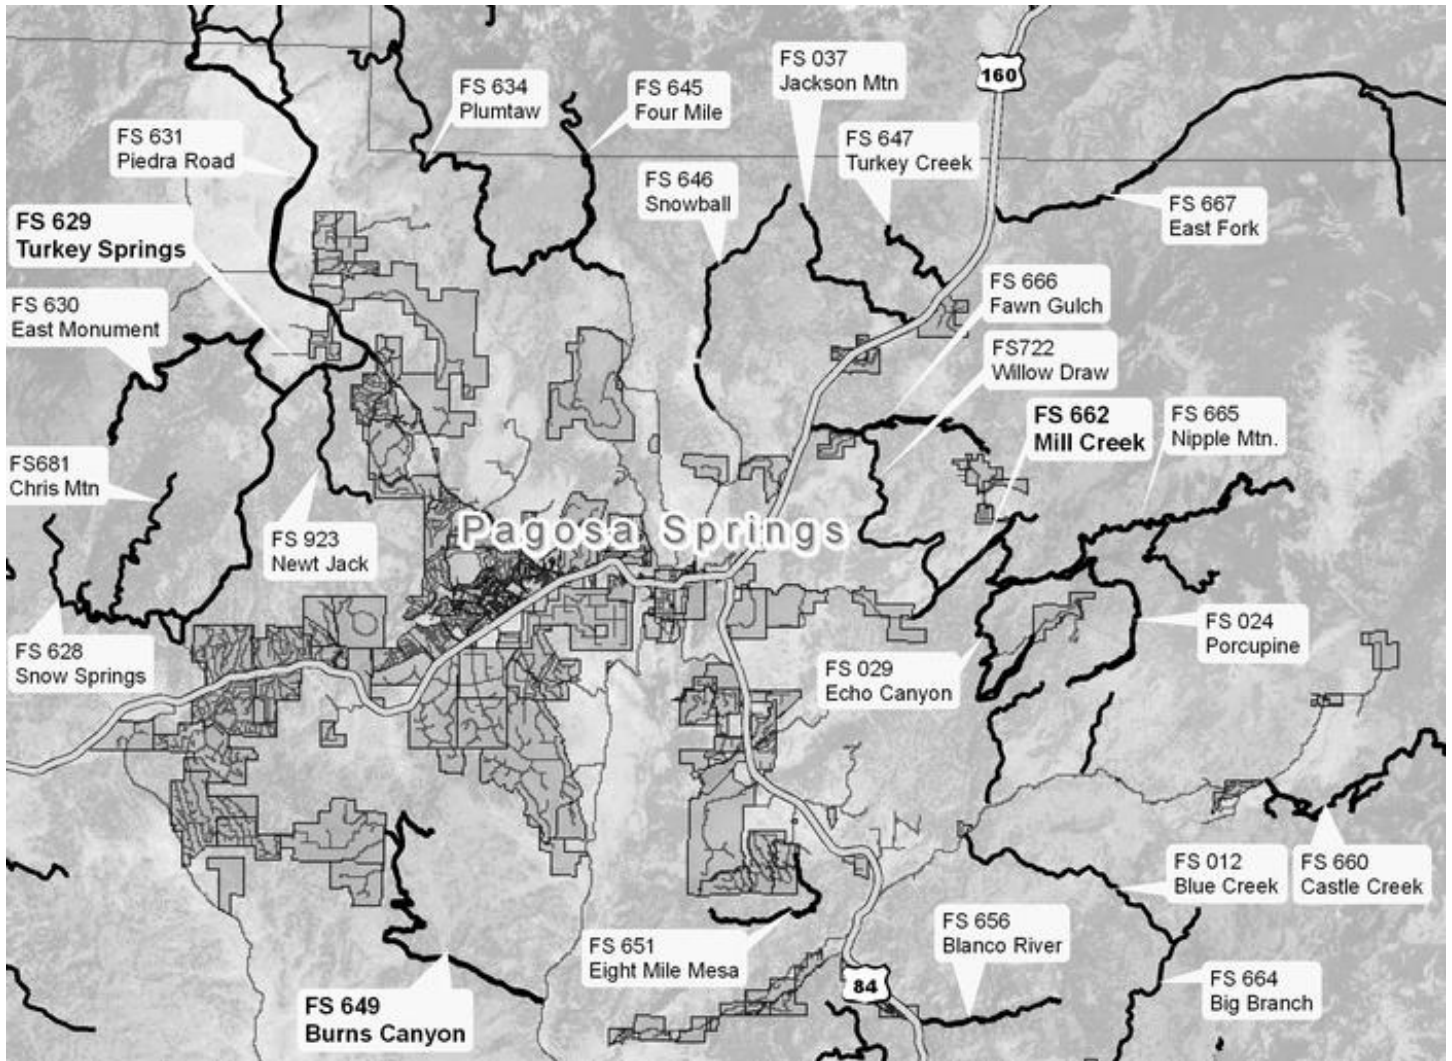 160
FS 037
Jackson Mtn
FS 634
Plumtaw
FS 645
Four Mile
FS 631
Piedra Road
FS 647
Turkey Creek
FS 646
Snowball
FS 667
East Fork
FS 629
Turkey Springs
FS 666
Fawn Gulch
FS 630
East Monument
FS722
Willow Draw
FS 662
Mill Creek
FS 665
Nipple Mtn.
FS681
Chris Mtn
Pagosa Springs
FS 923
Newt Jack
FS 024
Porcupine
FS 628
Snow Springs
FS 029
Echo Canyon
FS 012
Blue Creek
FS 660
Castle Creek
FS 656
Blanco River
FS 651
Eight Mile Mesa
84
FS 664
Big Branch
FS 649
Burns Canyon